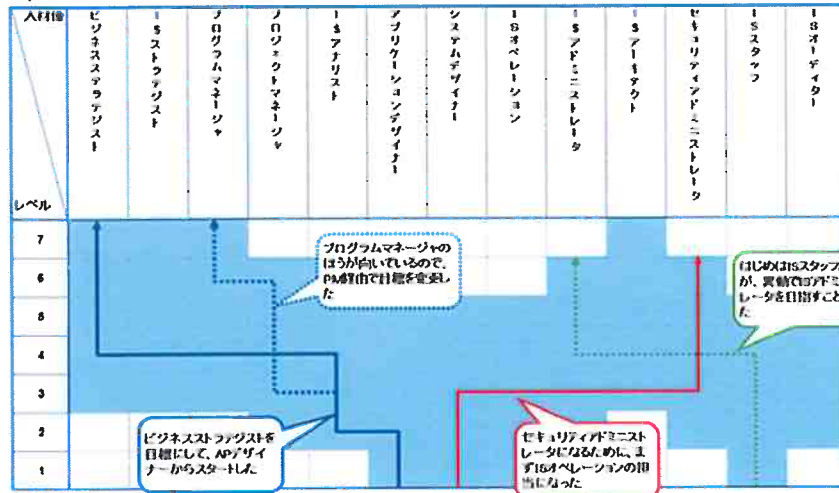 人材像
レベル
ビジネスストラテジスト
ISストラテジスト
プログラムマネージャ
プロジェクトマネージャ
ISアナリスト
アプリケーションデザイナー
システムデザイナー
ISオペレーション
ISアドミニストレータ
ISアーキテクト
セキュリティアドミニストレータ
ISスタッフ
ISオーディター
7
6
5
4
3
2
1
プログラムマネージャの
ほうが向いているので、
PM経由で目標を変更し
た
はじめはISスタッフ
が、異動でISアドミニ
レータを目指すこと
た
ビジネスストラテジストを
目標にして、APデザイ
ナーからスタートした
セキュリティアドミニスト
レータになるために、ま
ずISオペレーションの担
当になった